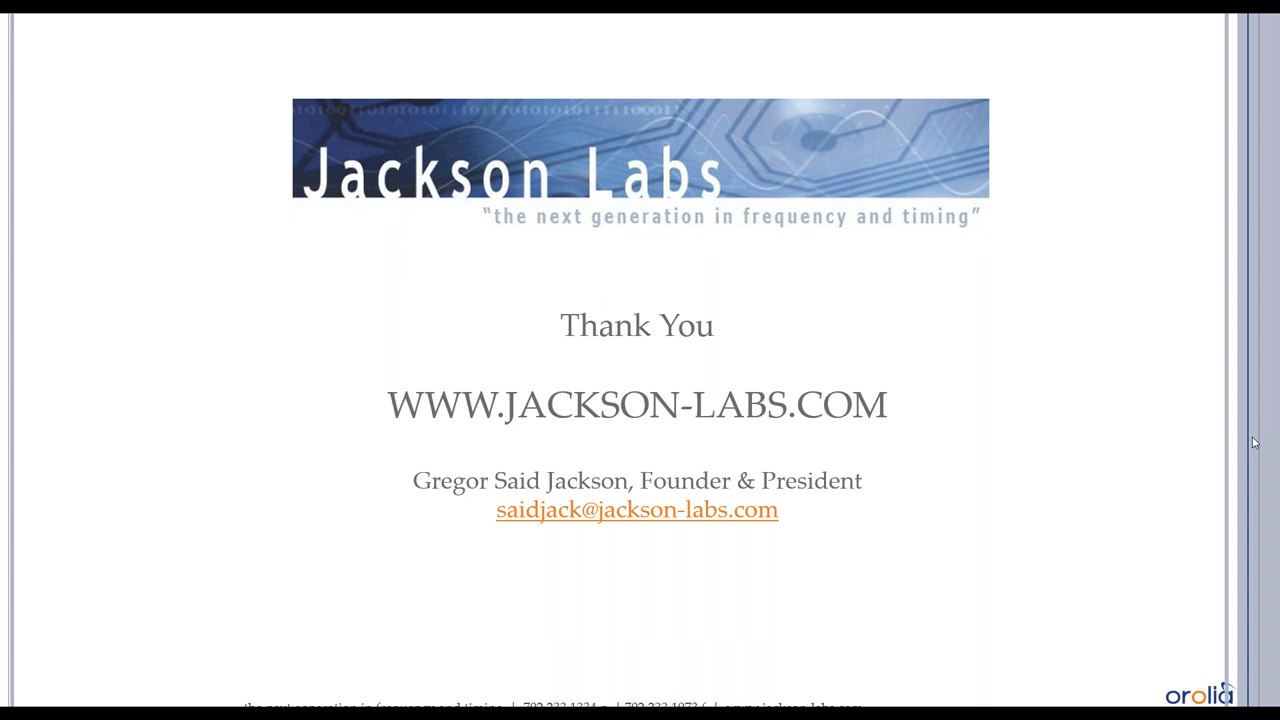 Jackson Labs
"the next generation in frequency and timing"
Thank You
WWW.JACKSON-LABS.COM
Gregor Said Jackson, Founder & President
saidjack@jackson-labs.com
orolia